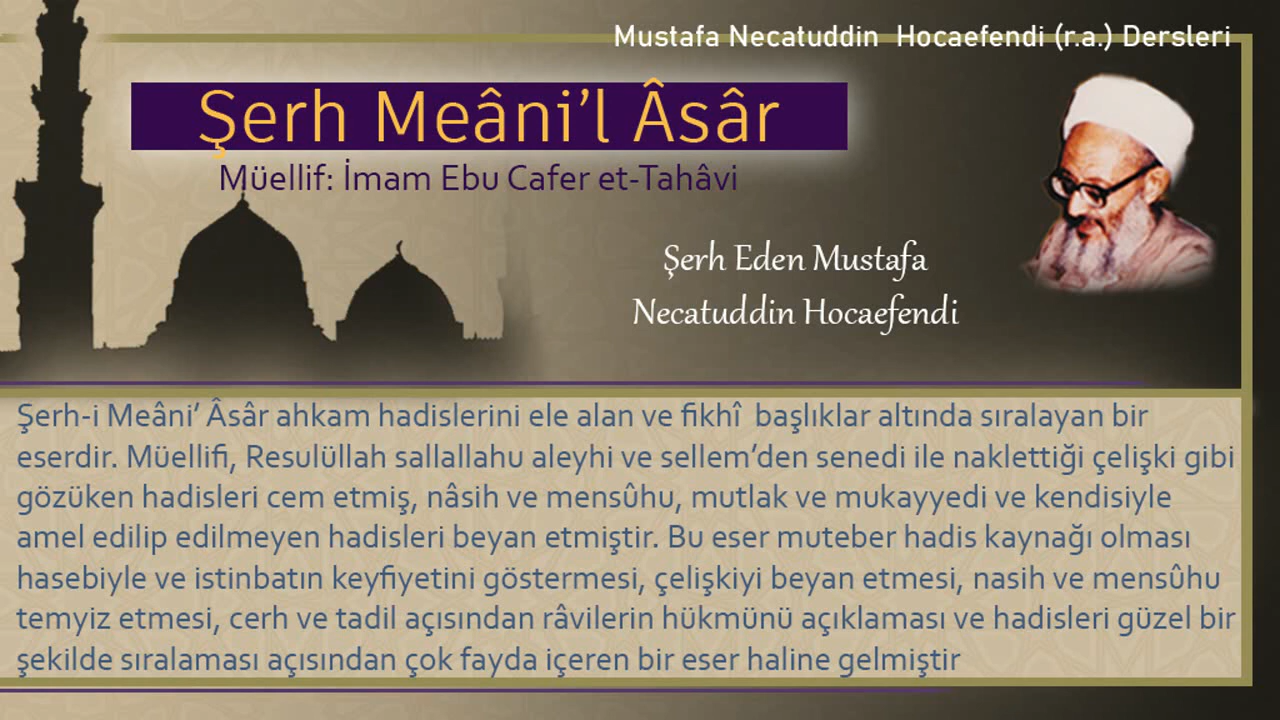 Mustafa Necatuddin Hocaefendi (r.a.) Dersleri
Şerh Meâni’l Âsâr
Müellif: İmam Ebu Cafer et-Tahâvi
Şerh Eden Mustafa
Necatuddin Hocaefendi
Şerh-i Meâni’ Âsâr ahkam hadislerini ele alan ve fikhî başlıklar altında sıralayan bir
eserdir. Müellifi, Resulüllah sallallahu aleyhi ve sellem’den senedi ile naklettiği çelişki gibi
gözüken hadisleri cem etmiş, nâsih ve mensûhu, mutlak ve mukayyedi ve kendisiyle
amel edilip edilmeyen hadisleri beyan etmiştir. Bu eser muteber hadis kaynağı olması
hasebiyle ve istinbatın keyfiyetini göstermesi, çelişkiyi beyan etmesi, nasih ve mensûhu
temyiz etmesi, cerh ve tadil açısından râvilerin hükmünü açıklaması ve hadisleri güzel bir
şekilde sıralaması açısından çok fayda içeren bir eser haline gelmiştir